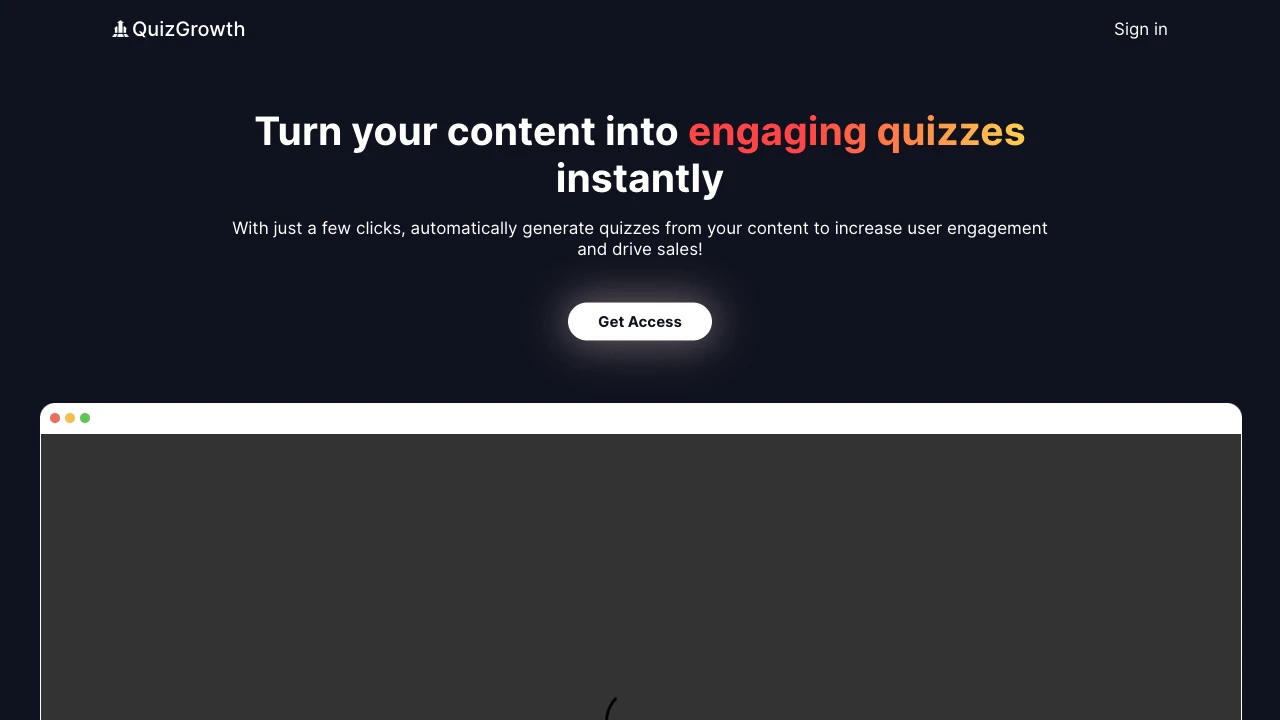 QuizGrowth
Sign in
Turn your content into engaging quizzes
instantly
With just a few clicks, automatically generate quizzes from your content to increase user engagement
and drive sales!
Get Access